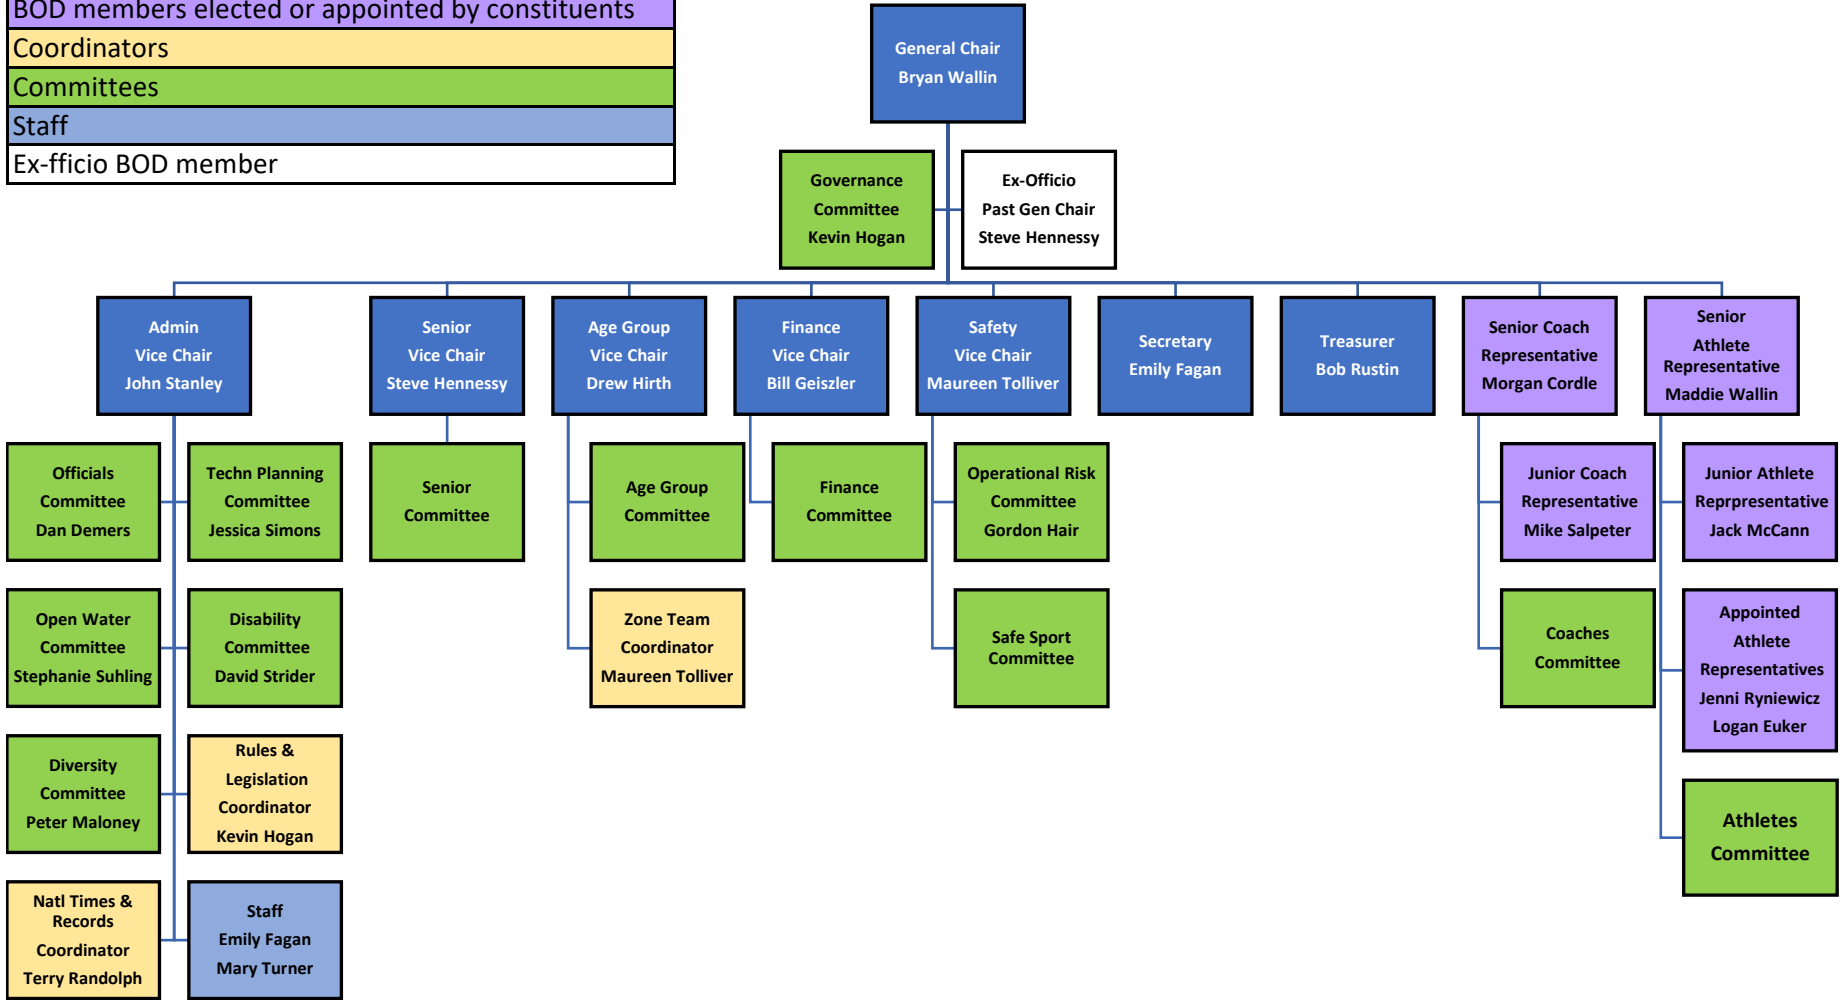 BOD members elected or appointed by constituents
Coordinators
Committees
Staff
Ex-fficio BOD member
General Chair
Bryan Wallin
Governance
Committee
Kevin Hogan
Ex-Officio
Past Gen Chair
Steve Hennessy
Admin
Vice Chair
John Stanley
Senior
Vice Chair
Steve Hennessy
Age Group
Vice Chair
Drew Hirth
Finance
Vice Chair
Bill Geiszler
Safety
Vice Chair
Maureen Tolliver
Secretary
Emily Fagan
Treasurer
Bob Rustin
Senior Coach
Representative
Morgan Cordle
Senior
Athlete
Representative
Maddie Wallin
Officials
Committee
Dan Demers
Techn Planning
Committee
Jessica Simons
Senior
Committee
Age Group
Committee
Finance
Committee
Operational Risk
Committee
Gordon Hair
Junior Coach
Representative
Mike Salpeter
Junior Athlete
Reprpresentative
Jack McCann
Open Water
Committee
Stephanie Suhling
Disability
Committee
David Strider
Zone Team
Coordinator
Maureen Tolliver
Safe Sport
Committee
Coaches
Committee
Appointed
Athlete
Representatives
Jenni Ryniewicz
Logan Euker
Diversity
Committee
Peter Maloney
Rules &
Legislation
Coordinator
Kevin Hogan
Athletes
Committee
Natl Times &
Records
Coordinator
Terry Randolph
Staff
Emily Fagan
Mary Turner